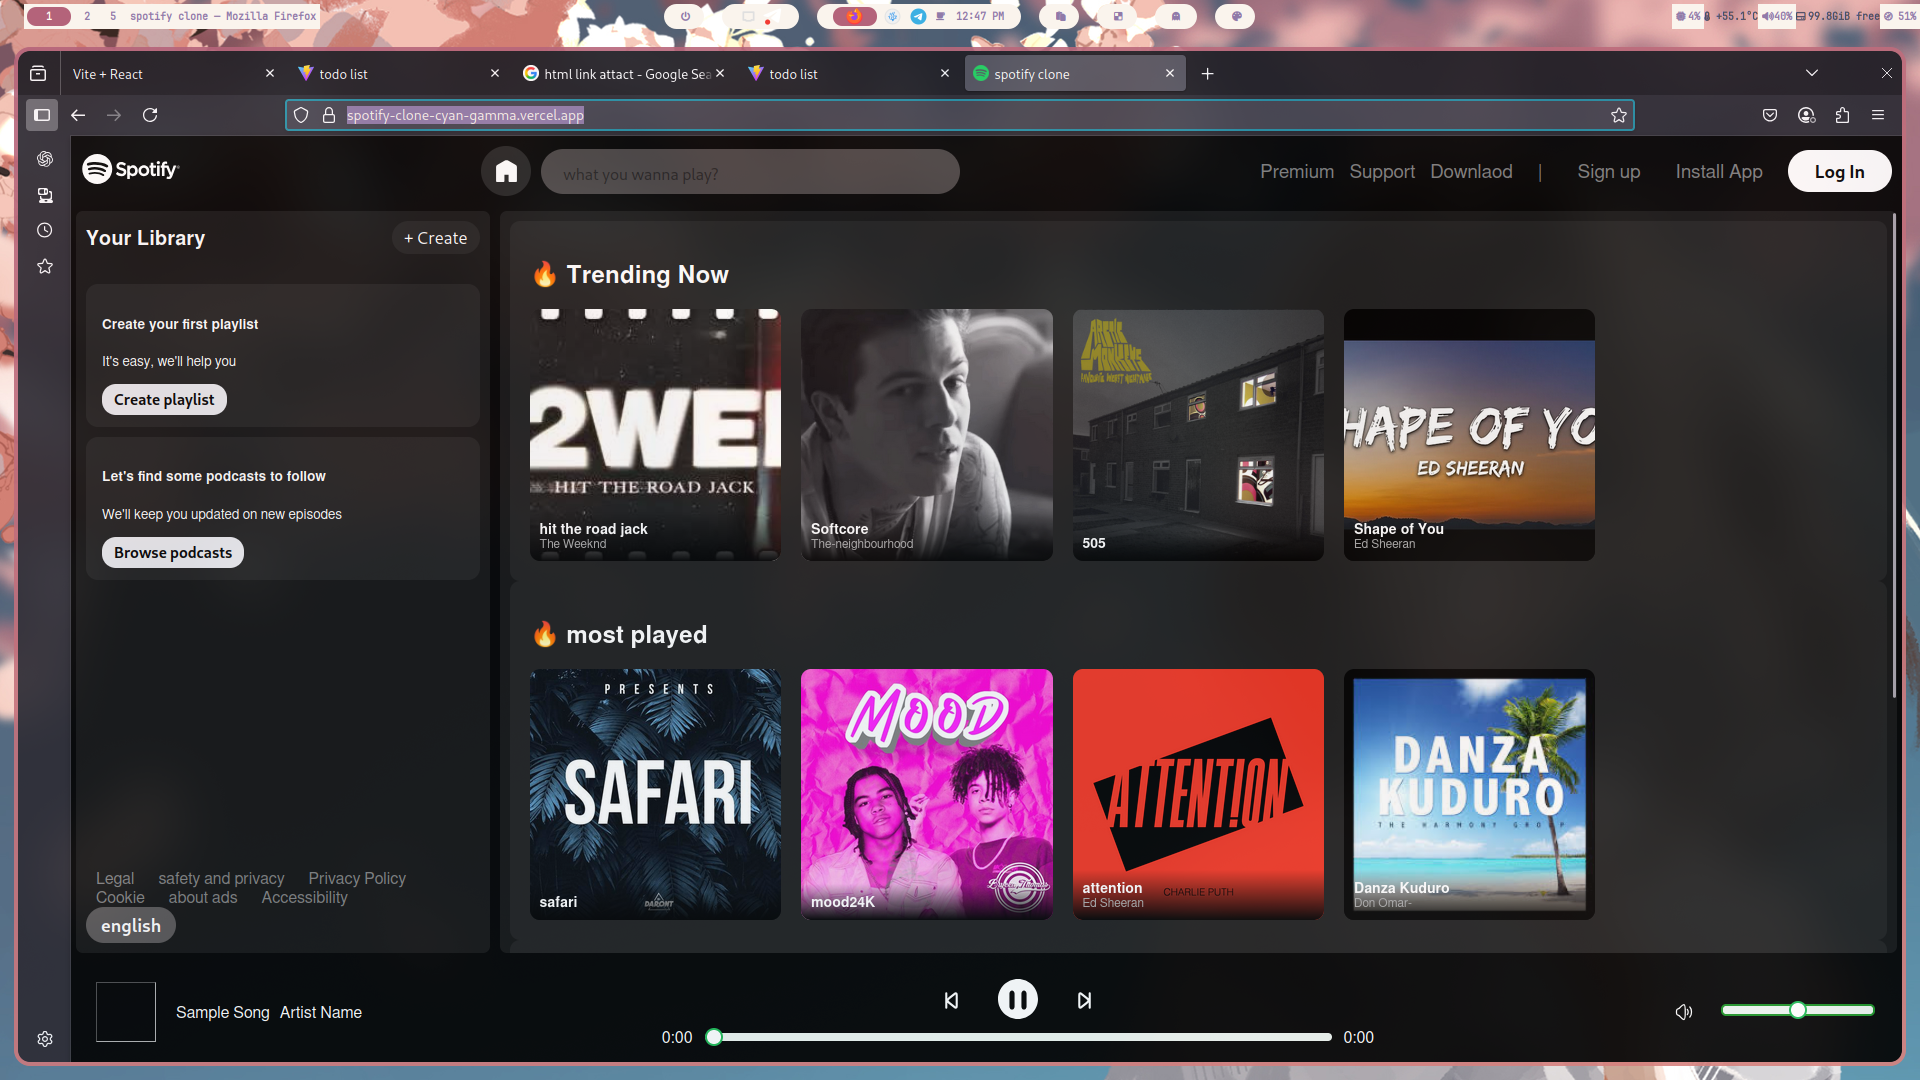 1 2 5 spotify clone — Mozilla Firefox
12:47 PM
4% +55.1°C 40% 99.8GiB free 51%
Vite + React
todo list
html link attact - Google Sea
todo list
spotify clone
spotify-clone-cyan-gamma.vercel.app
Spotify
what you wanna play?
Premium Support Downlaod | Sign up Install App Log In
Your Library
+ Create
Create your first playlist
It's easy, we'll help you
Create playlist
Let's find some podcasts to follow
We'll keep you updated on new episodes
Browse podcasts
Legal safety and privacy Privacy Policy
Cookie about ads Accessibility
english
🔥 Trending Now
2WEI
HIT THE ROAD JACK
hit the road jack
The Weeknd
Softcore
The-neighbourhood
ARCTIC
MONKEYS
FAVOURITE WORST NIGHTMARE
505
HAPE OF YO
ED SHEERAN
Shape of You
Ed Sheeran
🔥 most played
PRESENTS
SAFARI
DARONT
safari
MOOD
mood24K
ATTENTION
CHARLIE PUTH
attention
Ed Sheeran
DANZA
KUDURO
THE HARMONY GROUP
Danza Kuduro
Don Omar-
Sample Song Artist Name
0:00
0:00